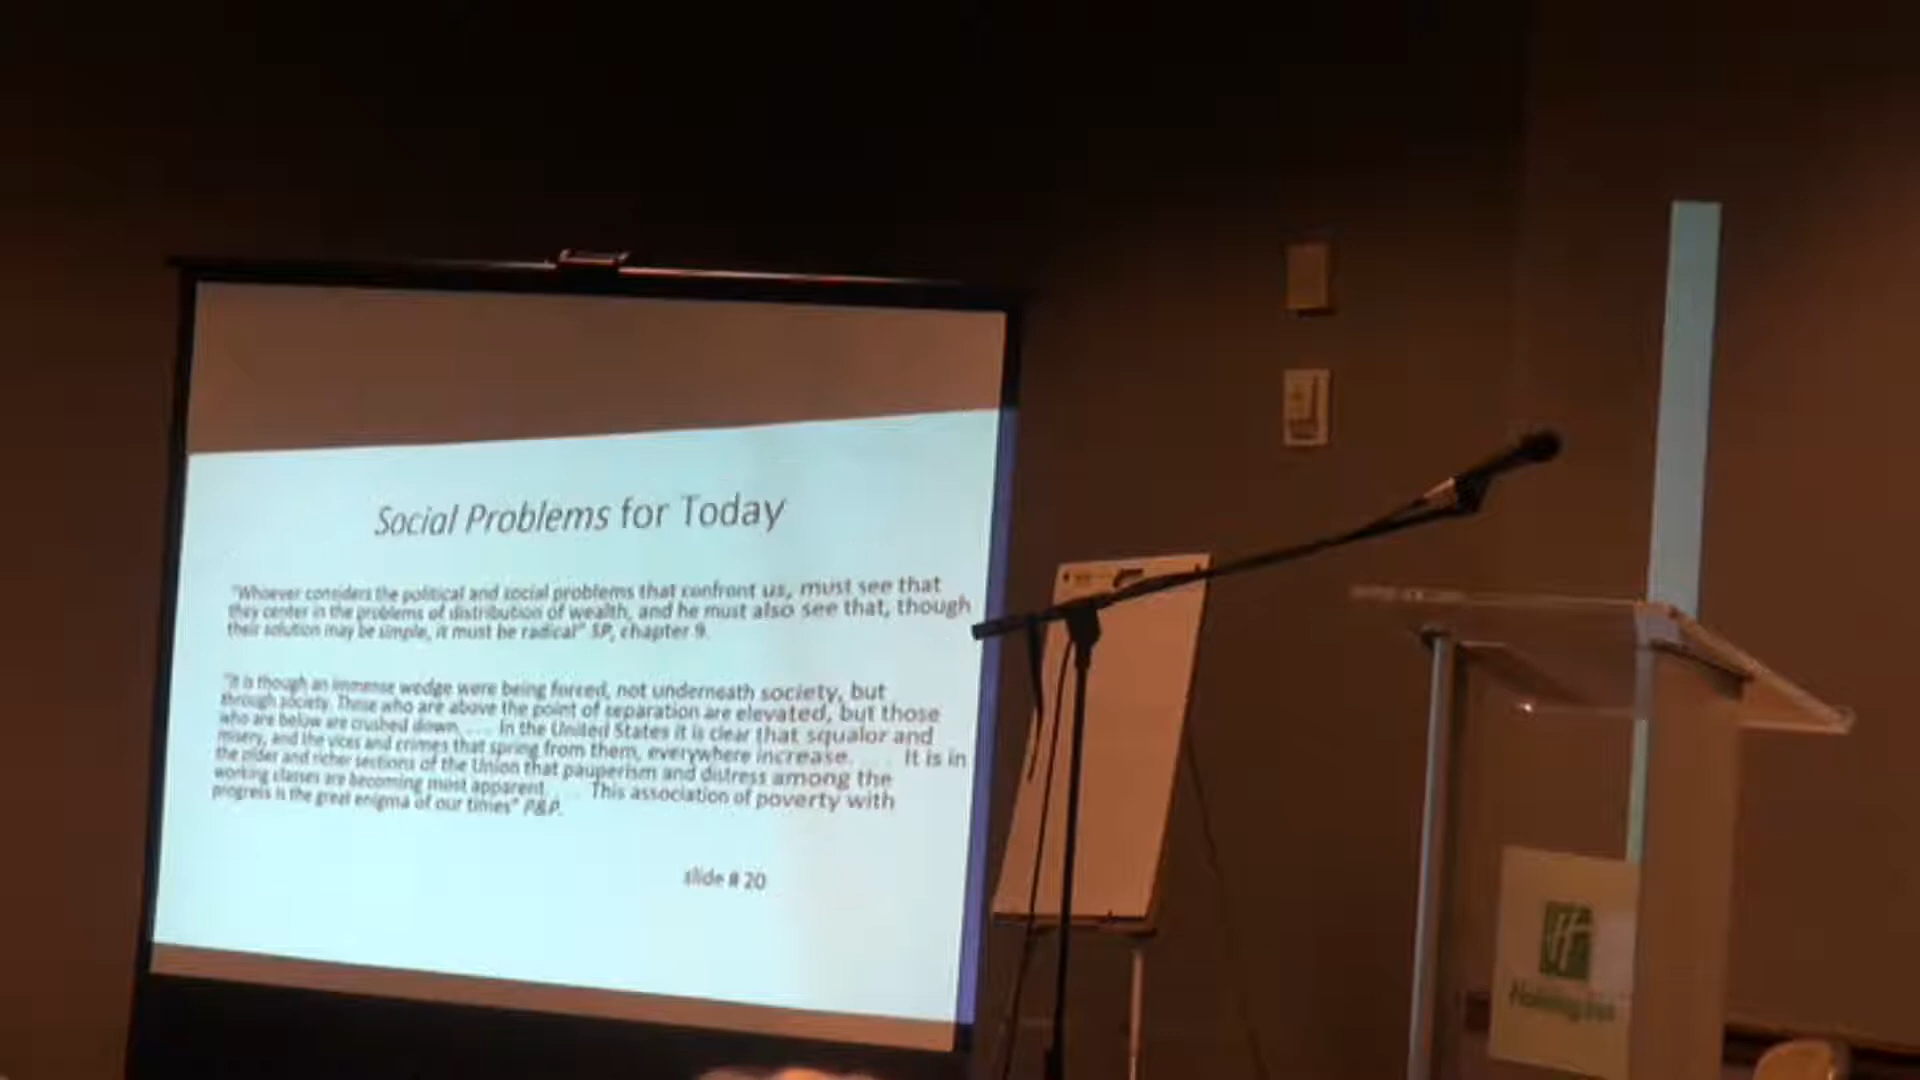 Social Problems for Today
"Whoever considers the political and social problems that confront us, must see that
they center in the problems of distribution of wealth, and he must also see that, though
their solution may be simple, it must be radical" SP, chapter 9.
"It is though an immense wedge were being forced, not underneath society, but
through society. Those who are above the point of separation are elevated, but those
who are below are crushed down. . . . In the United States it is clear that squalor and
misery, and the vices and crimes that spring from them, everywhere increase. . . . It is in
the older and richer sections of the Union that pauperism and distress among the
working classes are becoming most apparent. . . . This association of poverty with
progress is the great enigma of our times" P&P.
slide # 20
H
Holiday Inn